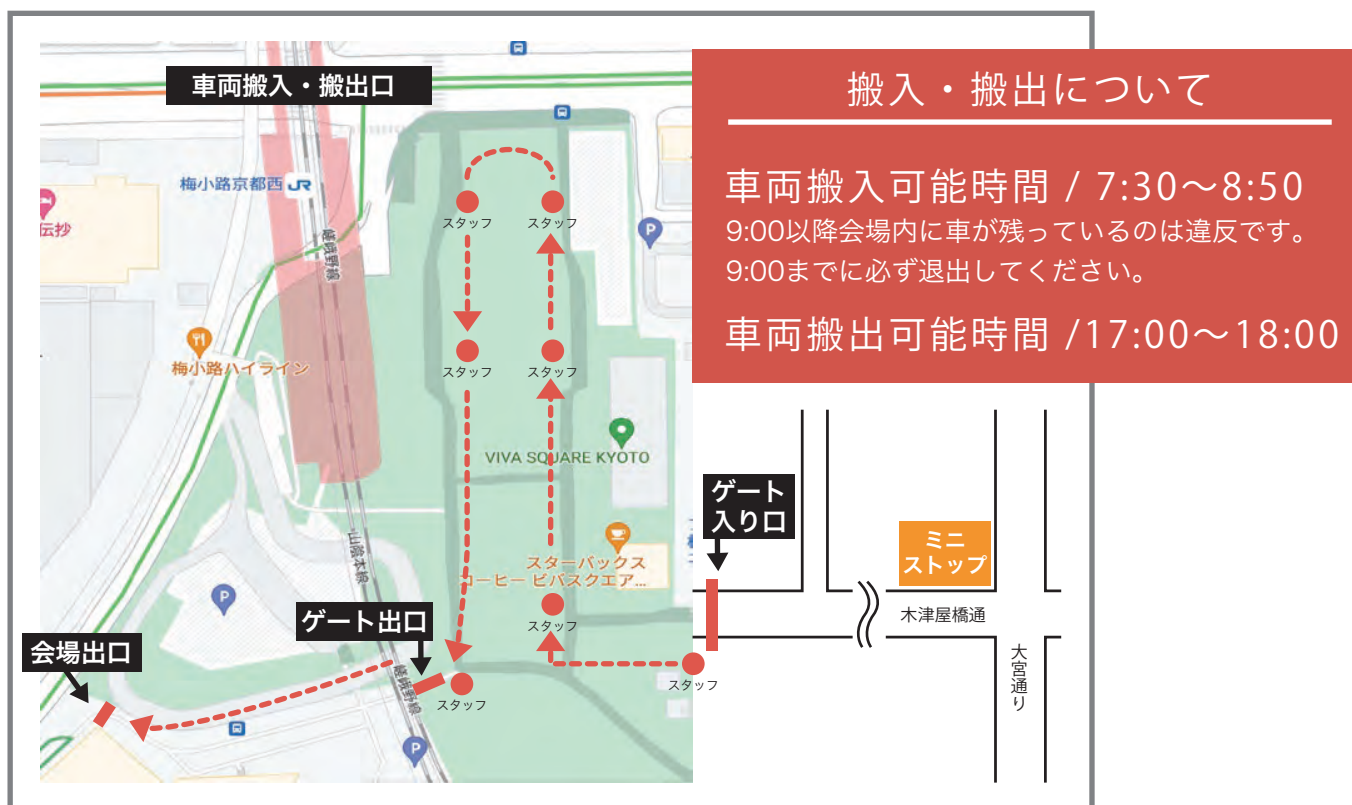 車両搬入・搬出口
搬入・搬出について
車両搬入可能時間 / 7:30〜8:50
9:00以降会場内に車が残っているのは違反です。
9:00までに必ず退出してください。
車両搬出可能時間 /17:00〜18:00
梅小路京都西 JR
伝抄
嵯峨野線
スタッフ
スタッフ
P
梅小路ハイライン
スタッフ
スタッフ
VIVA SQUARE KYOTO
ゲート
入り口
ミニ
ストップ
スターバックス
コーヒー ビバスクエア...
山陰本線
P
木津屋橋通
ゲート出口
スタッフ
会場出口
大宮通り
嵯峨野線
スタッフ
スタッフ
P